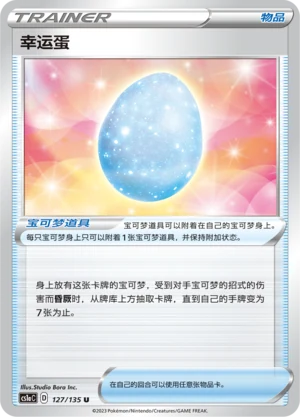 TRAINER 物品
幸运蛋
宝可梦道具 宝可梦道具可以附着在自己的宝可梦身上。
每只宝可梦身上只可以附着1张宝可梦道具，并保持附加状态。
身上放有这张卡牌的宝可梦，受到对手宝可梦的招式的伤
害而昏厥时，从牌库上方抽取卡牌，直到自己的手牌变为
7张为止。
Illus.Studio Bora Inc.
CS1aC D 127/135 U
在自己的回合可以使用任意张物品卡。
©2023 Pokémon/Nintendo/Creatures/GAME FREAK.